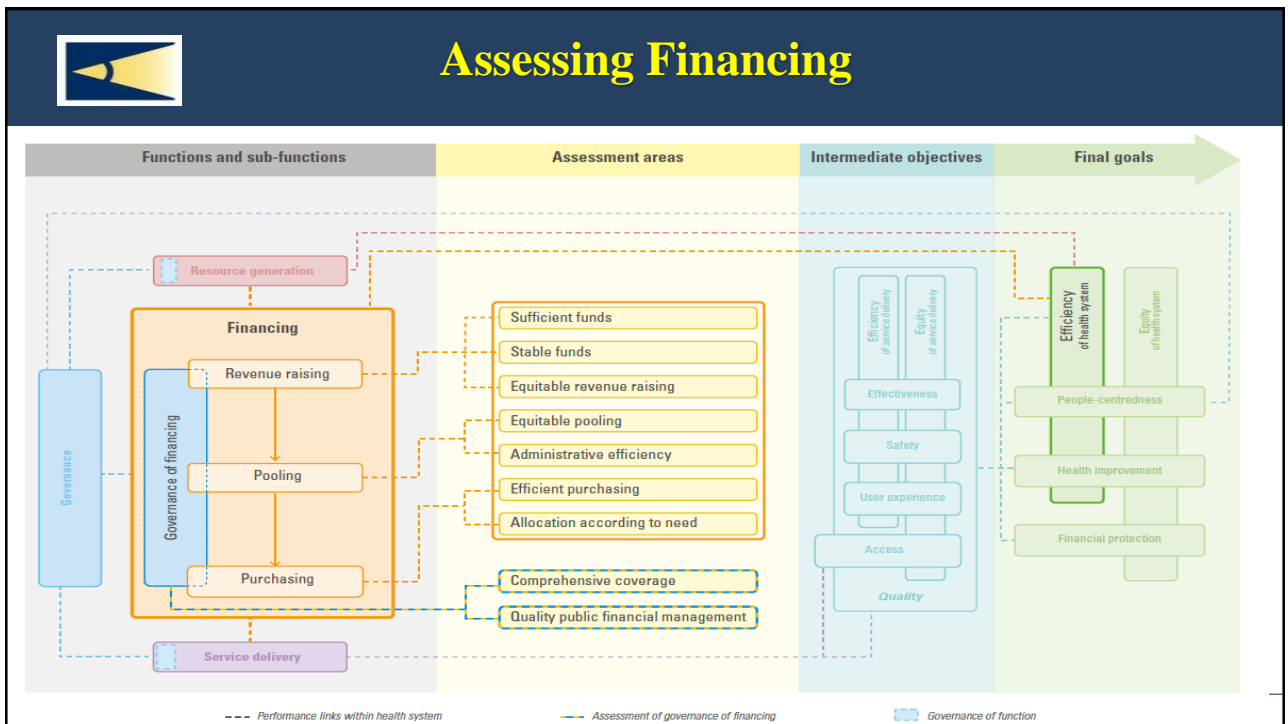 Assessing Financing
Functions and sub-functions
Assessment areas
Intermediate objectives
Final goals
Resource generation
Financing
Governance
Governance of financing
Revenue raising
Pooling
Purchasing
Service delivery
Sufficient funds
Stable funds
Equitable revenue raising
Equitable pooling
Administrative efficiency
Efficient purchasing
Allocation according to need
Comprehensive coverage
Quality public financial management
Efficiency
of service delivery
Equity
of service delivery
Effectiveness
Safety
User experience
Access
Quality
Efficiency
of health system
Equity
of health system
People-centredness
Health improvement
Financial protection
Performance links within health system
Assessment of governance of financing
Governance of function